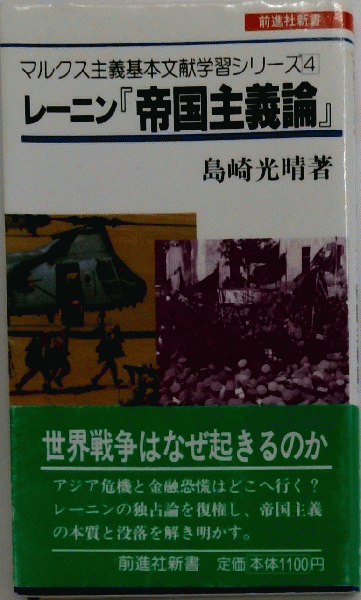 前進社新書
マルクス主義基本文献学習シリーズ4
レーニン『帝国主義論』
島崎光晴著
世界戦争はなぜ起きるのか
アジア危機と金融恐慌はどこへ行く?
レーニンの独占論を復権し、帝国主義
の本質と没落を解き明かす。
前進社新書 定価 本体1100円